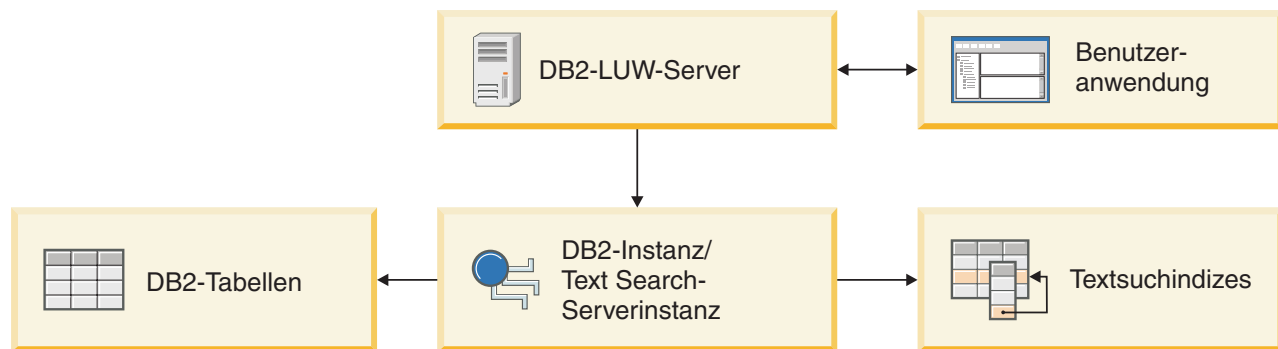 DB2-LUW-Server
Benutzer-
anwendung
DB2-Tabellen
DB2-Instanz/
Text Search-
Serverinstanz
Textsuchindizes